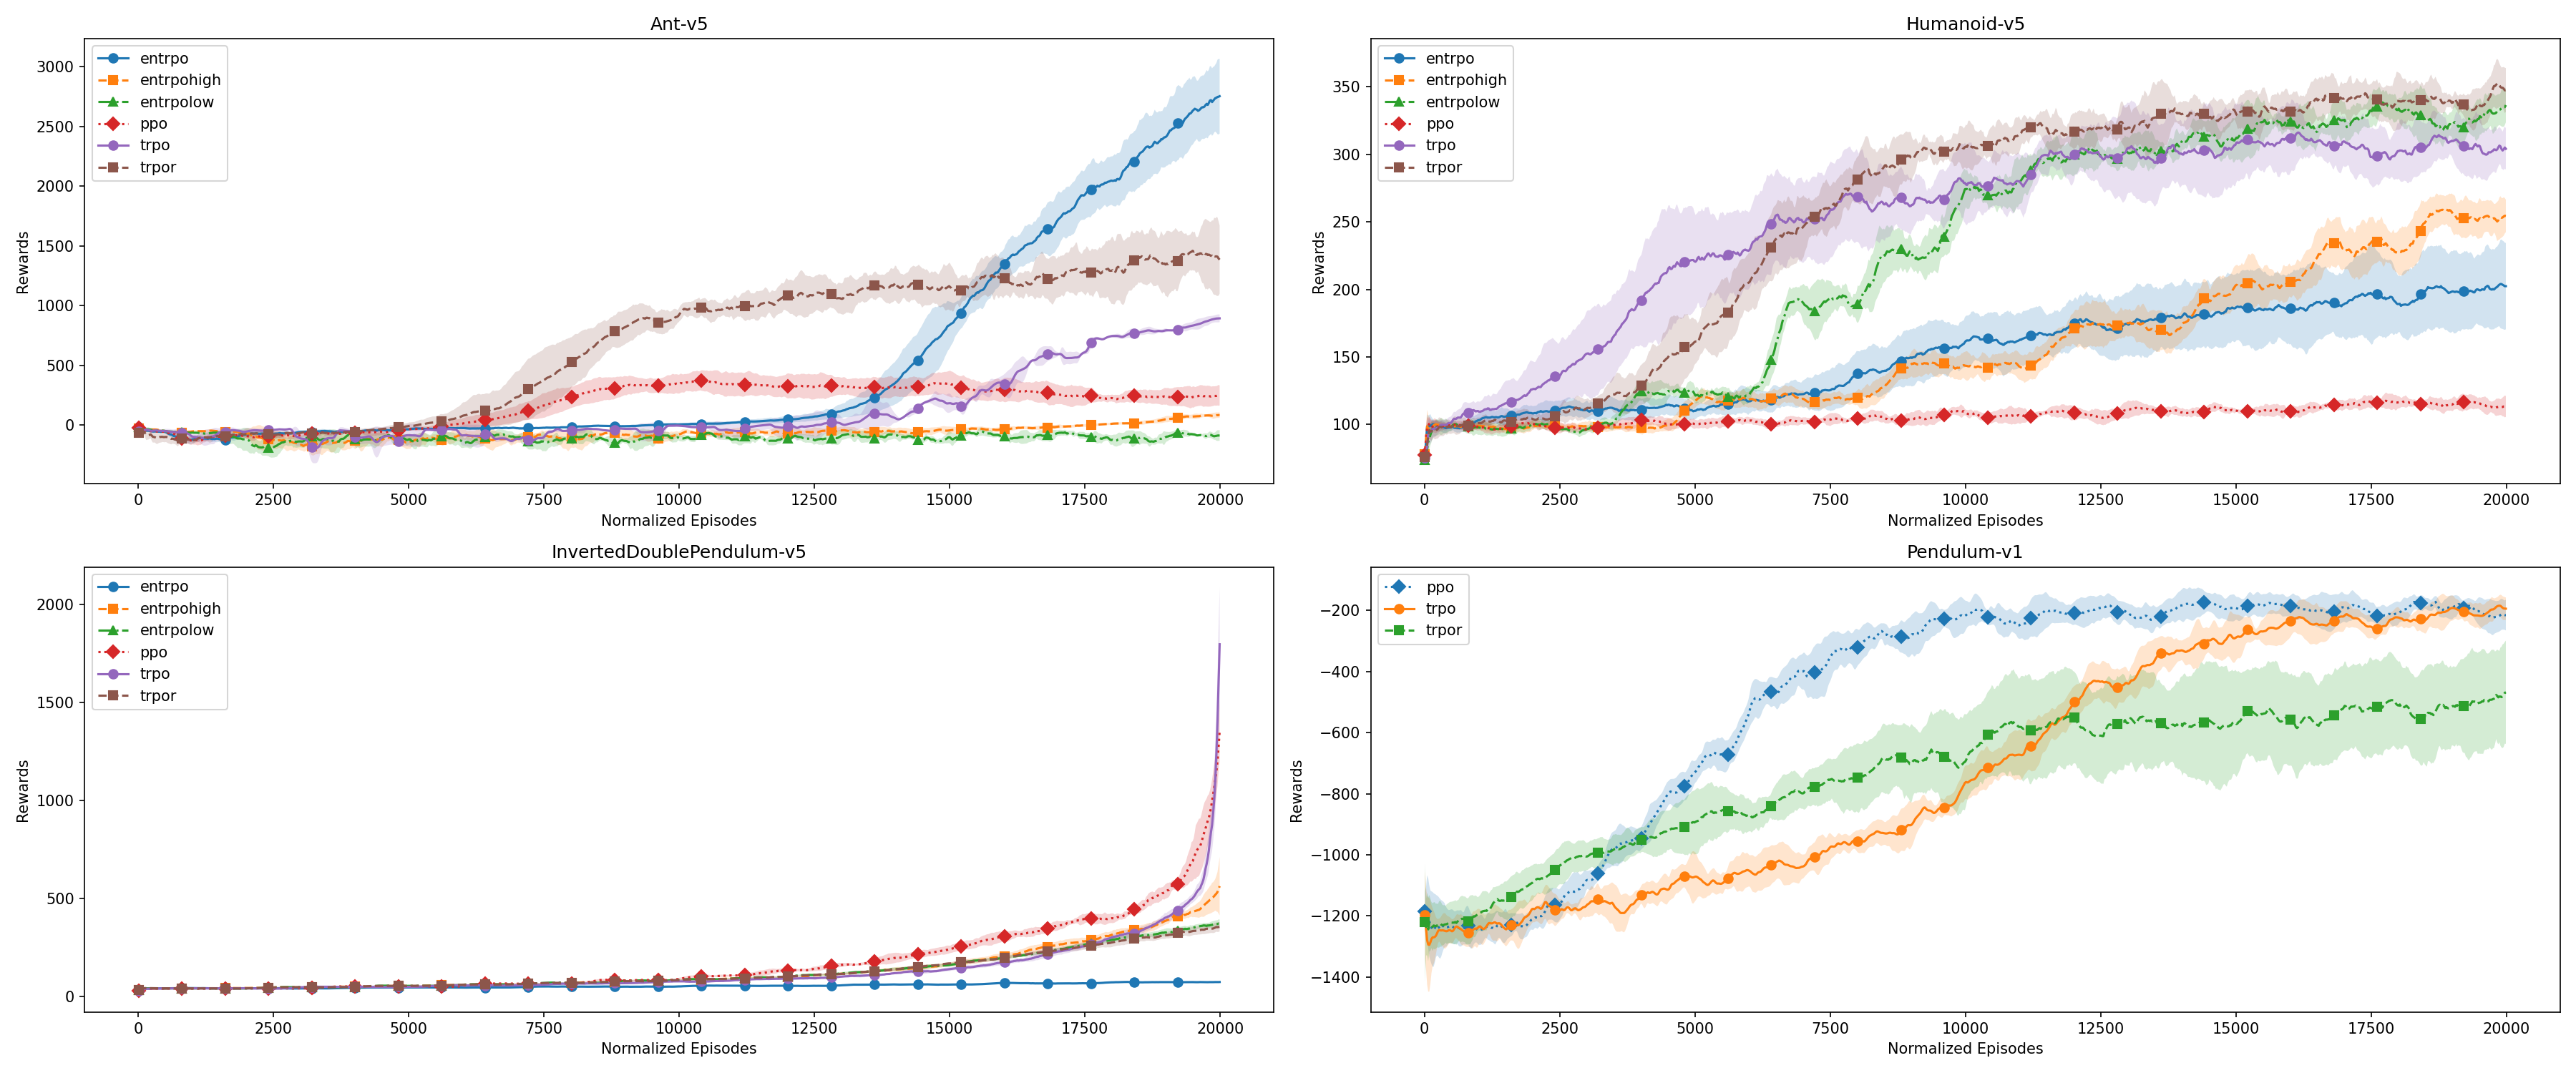 Ant-v5
Rewards
3000
2500
2000
1500
1000
500
0
entrpo
entrpohigh
entrpolow
ppo
trpo
trpor
0 2500 5000 7500 10000 12500 15000 17500 20000
Normalized Episodes
Humanoid-v5
Rewards
350
300
250
200
150
100
entrpo
entrpohigh
entrpolow
ppo
trpo
trpor
0 2500 5000 7500 10000 12500 15000 17500 20000
Normalized Episodes
InvertedDoublePendulum-v5
Rewards
2000
1500
1000
500
0
entrpo
entrpohigh
entrpolow
ppo
trpo
trpor
0 2500 5000 7500 10000 12500 15000 17500 20000
Normalized Episodes
Pendulum-v1
Rewards
−200
−400
−600
−800
−1000
−1200
−1400
ppo
trpo
trpor
0 2500 5000 7500 10000 12500 15000 17500 20000
Normalized Episodes